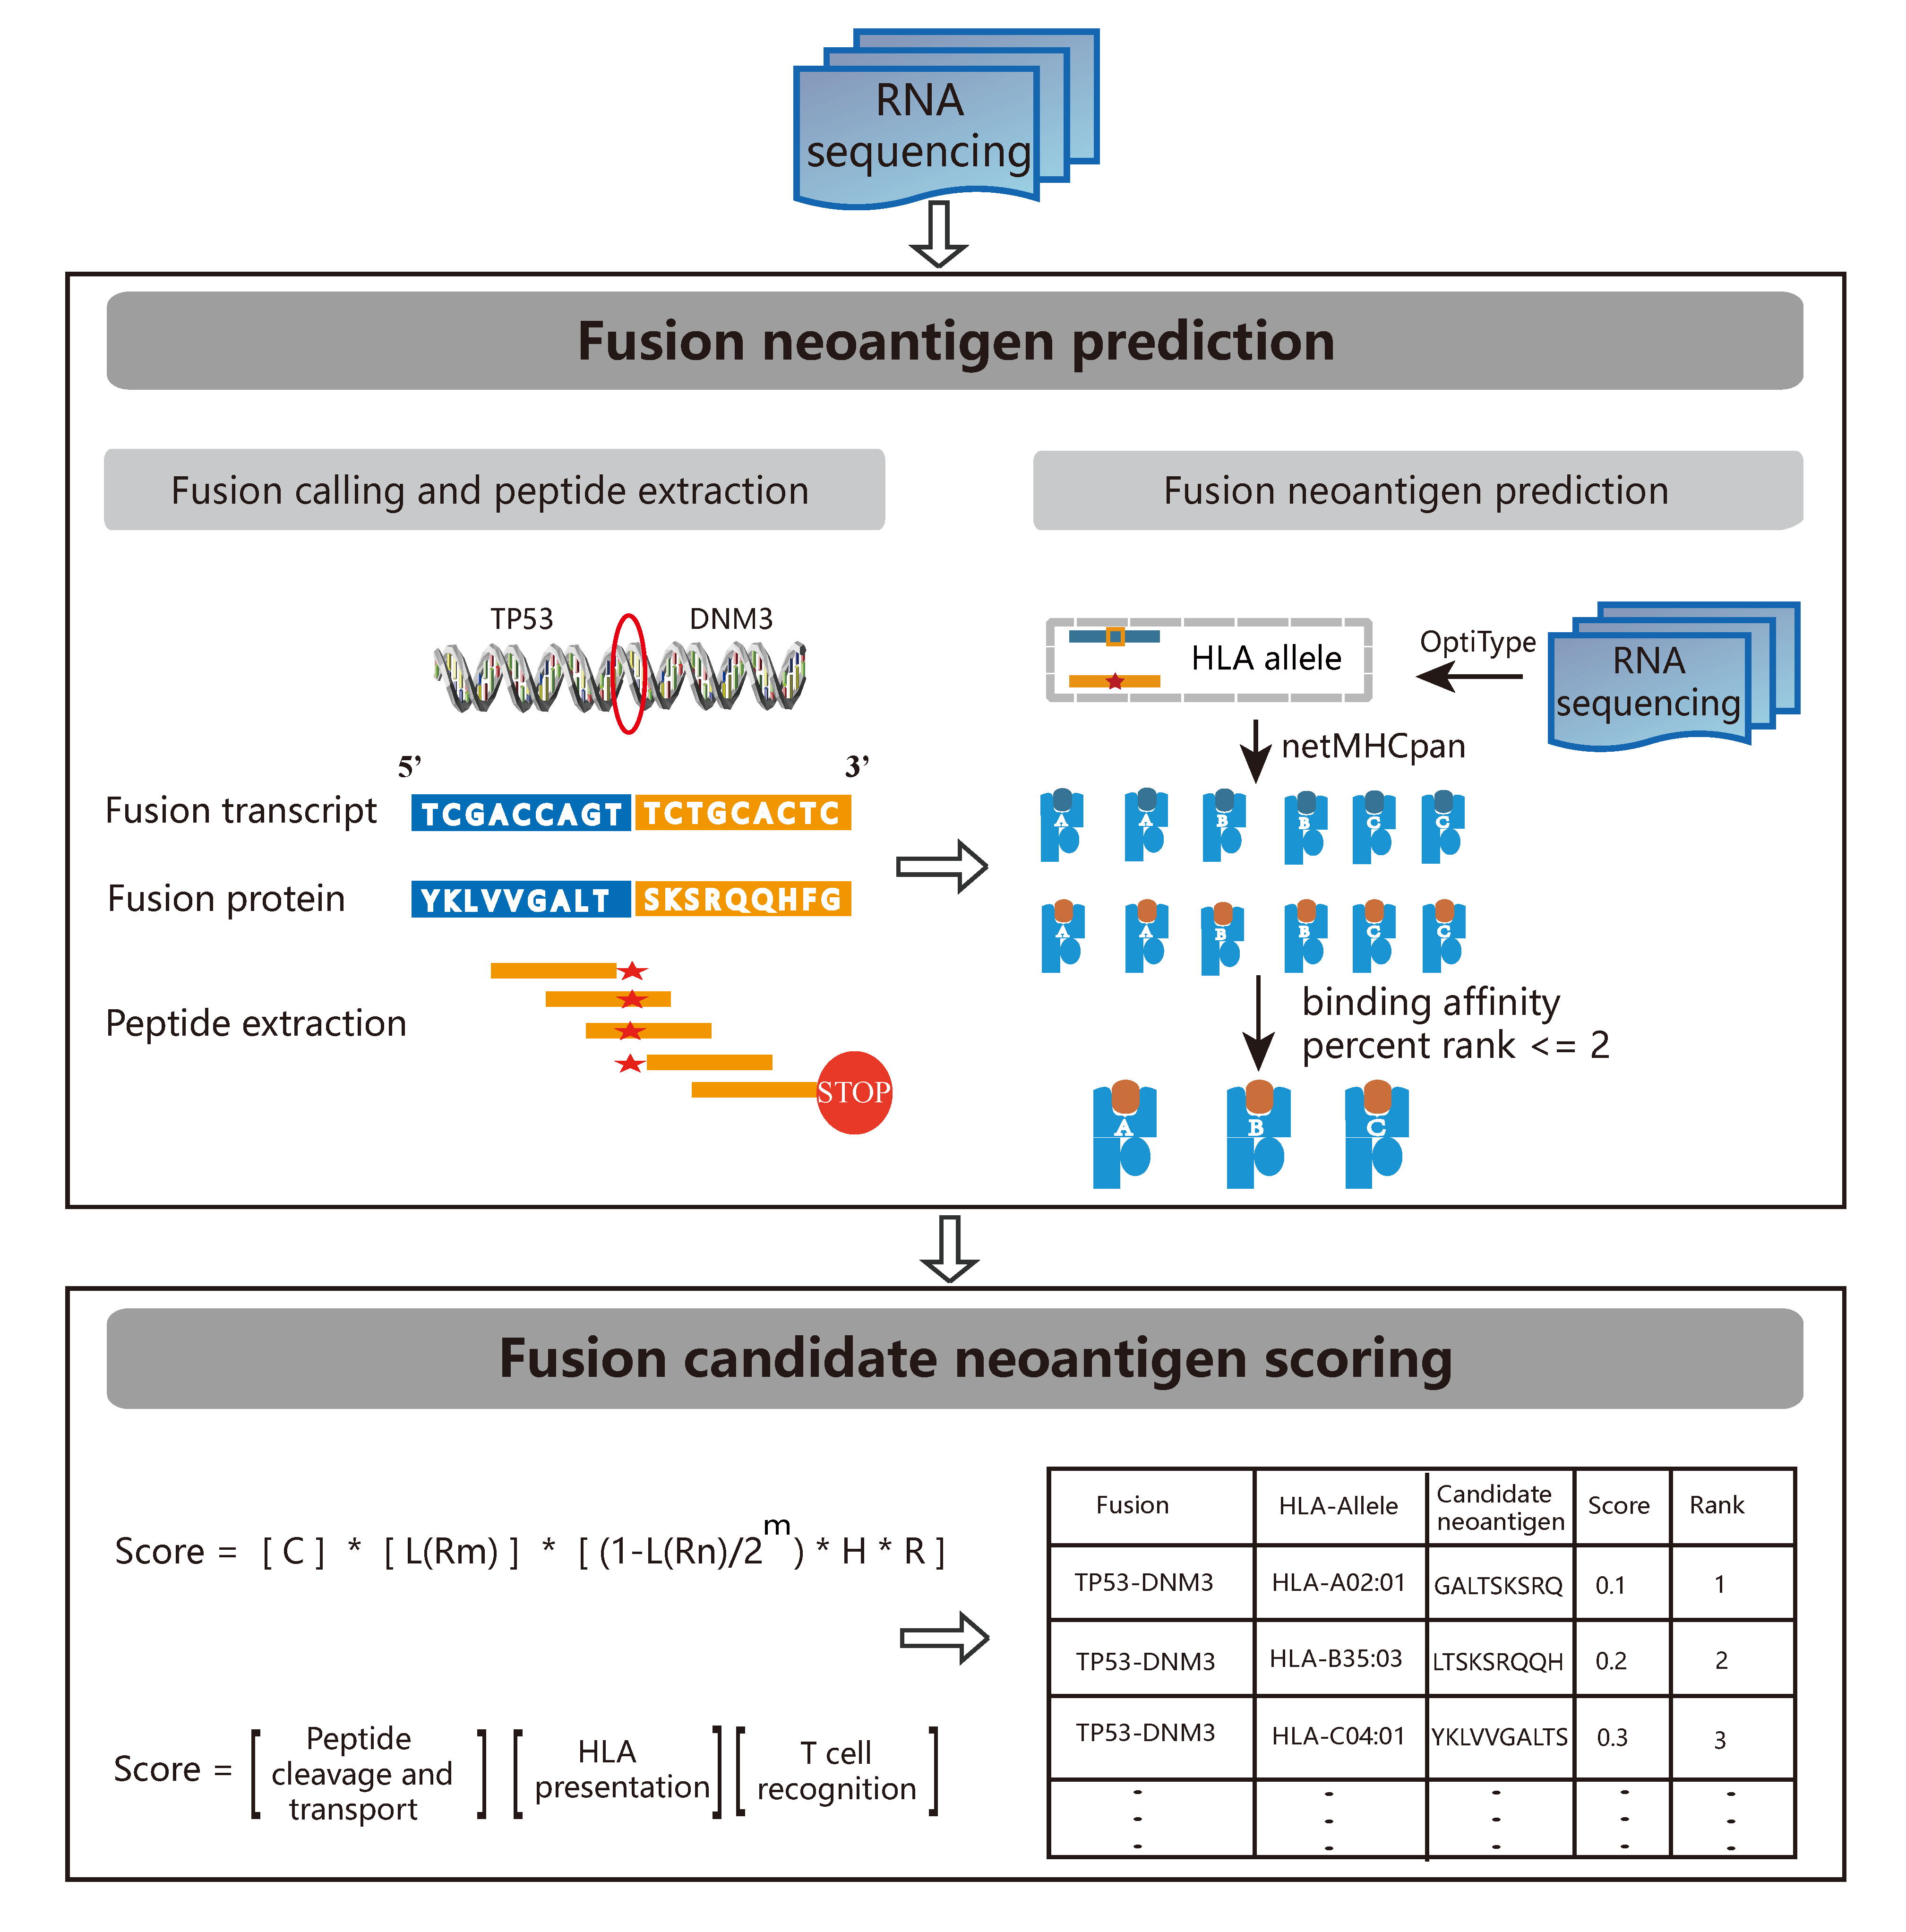 RNA
sequencing
Fusion neoantigen prediction
Fusion calling and peptide extraction
TP53
DNM3
5’
3’
Fusion transcript
TCGACCAGT
TCTGCACTC
Fusion protein
YKLVVGALT
SKSRQQHFG
Peptide extraction
STOP
Fusion neoantigen prediction
HLA allele
OptiType
RNA
sequencing
netMHCpan
A A B B C C
A A B B C C
binding affinity
percent rank <= 2
A B C
Fusion candidate neoantigen scoring
Score = [ C ] * [ L(Rm) ] * [ (1-L(Rn)/2^m) * H * R ]
Score =
Peptide
cleavage and
transport
HLA
presentation
T cell
recognition
Fusion HLA-Allele Candidate neoantigen Score Rank
TP53-DNM3 HLA-A02:01 GALTSKSRQ 0.1 1
TP53-DNM3 HLA-B35:03 LTSKSRQQH 0.2 2
TP53-DNM3 HLA-C04:01 YKLVVGALTS 0.3 3